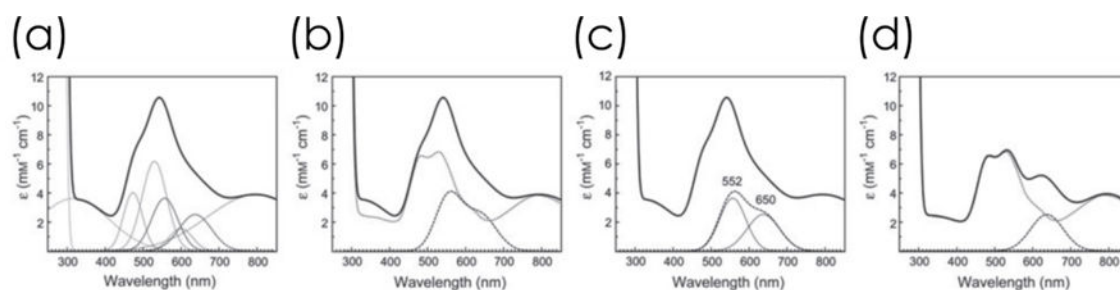 (a) (b) (c) (d)
12 12 12 12
10 10 10 10
8 8 8 8
6 6 6 6
552
4 4 4 650 4
2 2 2 2
ε (mM⁻¹ cm⁻¹) ε (mM⁻¹ cm⁻¹) ε (mM⁻¹ cm⁻¹) ε (mM⁻¹ cm⁻¹)
300 400 500 600 700 800 300 400 500 600 700 800 300 400 500 600 700 800 300 400 500 600 700 800
Wavelength (nm) Wavelength (nm) Wavelength (nm) Wavelength (nm)